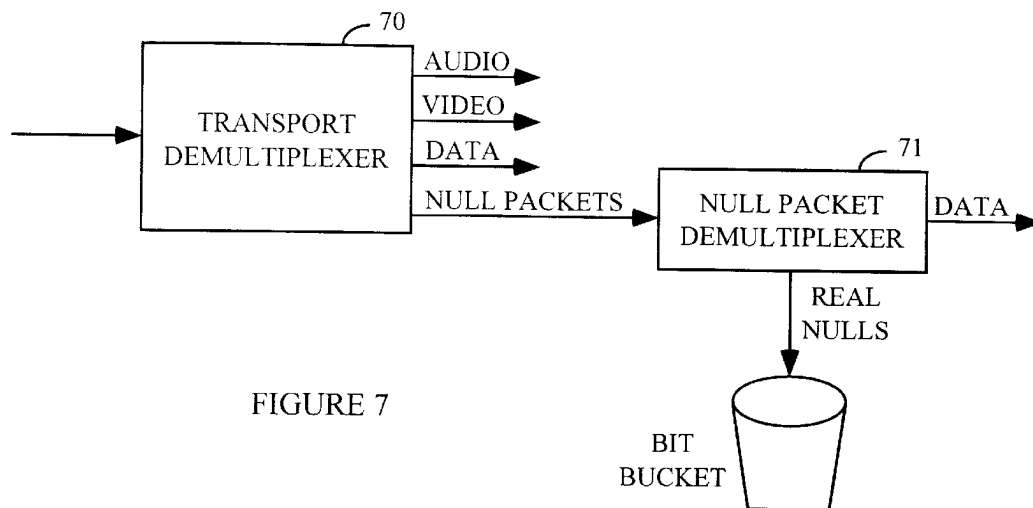 70
TRANSPORT
DEMULTIPLEXER
AUDIO
VIDEO
DATA
NULL PACKETS
71
NULL PACKET
DEMULTIPLEXER
DATA
REAL
NULLS
FIGURE 7
BIT
BUCKET